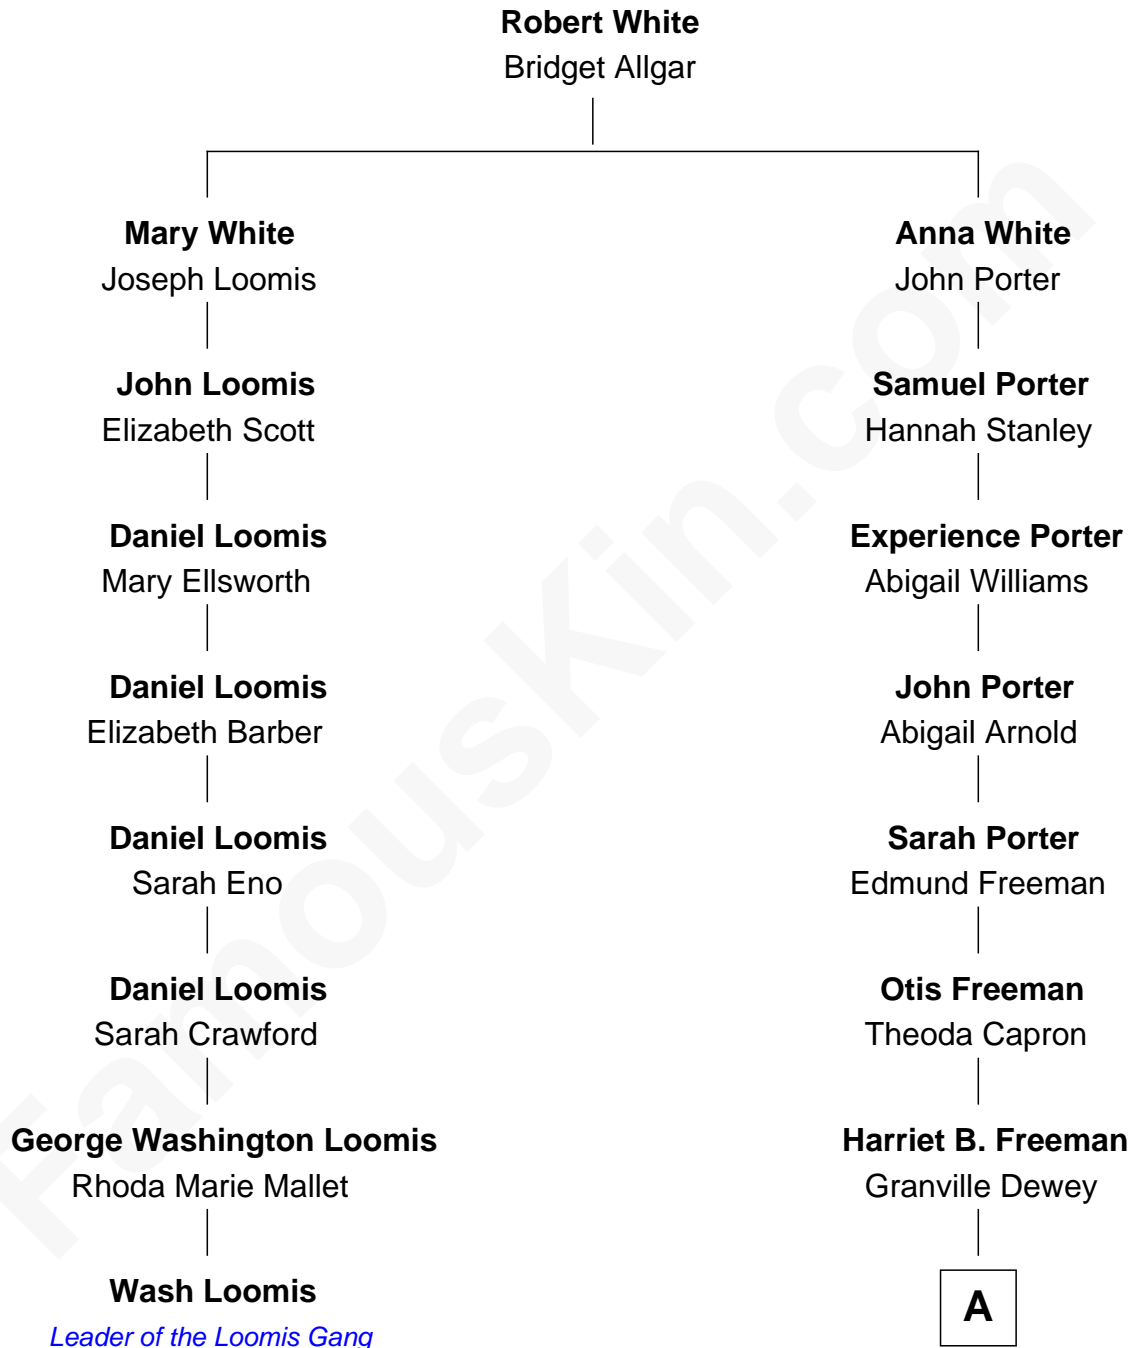 Robert White
Bridget Allgar
Mary White
Anna White
Joseph Loomis
John Porter
John Loomis
Samuel Porter
Elizabeth Scott
Hannah Stanley
Daniel Loomis
Experience Porter
Mary Ellsworth
Abigail Williams
Daniel Loomis
John Porter
Elizabeth Barber
Abigail Arnold
Daniel Loomis
Sarah Porter
Sarah Eno
Edmund Freeman
Daniel Loomis
Otis Freeman
Sarah Crawford
Theoda Capron
George Washington Loomis
Harriet B. Freeman
Rhoda Marie Mallet
Granville Dewey
Wash Loomis
A
Leader of the Loomis Gang
FamousKin.com